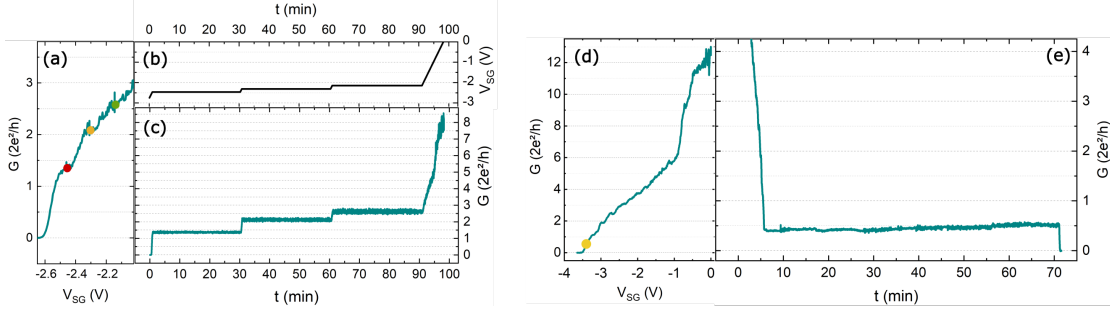 t (min)
0 10 20 30 40 50 60 70 80 90 100
(a)
G (2e²/h)
3
2
1
0
-2.6 -2.4 -2.2
V_SG (V)
(b)
0
-1
-2
-3
V_SG (V)
(c)
8
7
6
5
4
3
2
1
0
G (2e²/h)
0 10 20 30 40 50 60 70 80 90 100
t (min)
(d)
G (2e²/h)
12
10
8
6
4
2
0
-4 -3 -2 -1 0
V_SG (V)
(e)
4
3
2
1
0
G (2e²/h)
0 10 20 30 40 50 60 70
t (min)